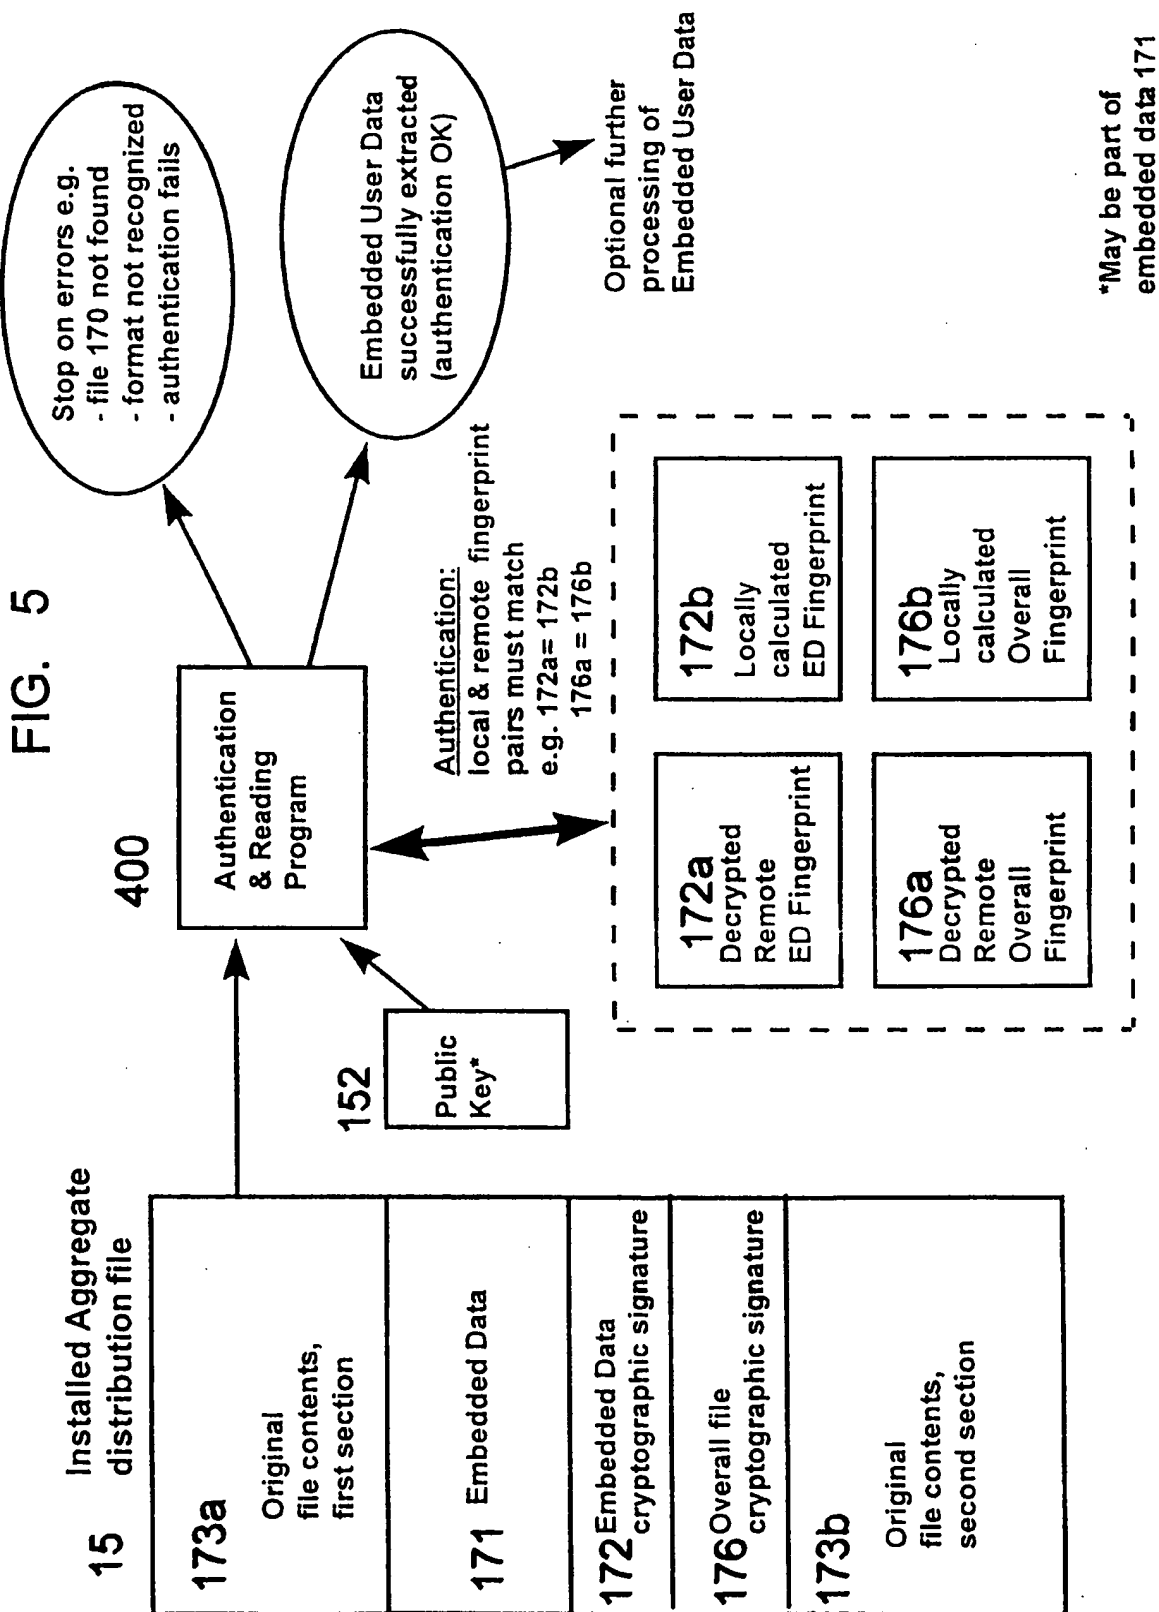 FIG. 5
15
Installed Aggregate
distribution file
173a
Original
file contents,
first section
171 Embedded Data
172 Embedded Data
cryptographic signature
176 Overall file
cryptographic signature
173b
Original
file contents,
second section
152
Public
Key*
400
Authentication
& Reading
Program
Stop on errors e.g.
- file 170 not found
- format not recognized
- authentication fails
Embedded User Data
successfully extracted
(authentication OK)
Optional further
processing of
Embedded User Data
Authentication:
local & remote fingerprint
pairs must match
e.g. 172a= 172b
176a = 176b
172a
Decrypted
Remote
ED Fingerprint
172b
Locally
calculated
ED Fingerprint
176a
Decrypted
Remote
Overall
Fingerprint
176b
Locally
calculated
Overall
Fingerprint
*May be part of
embedded data 171